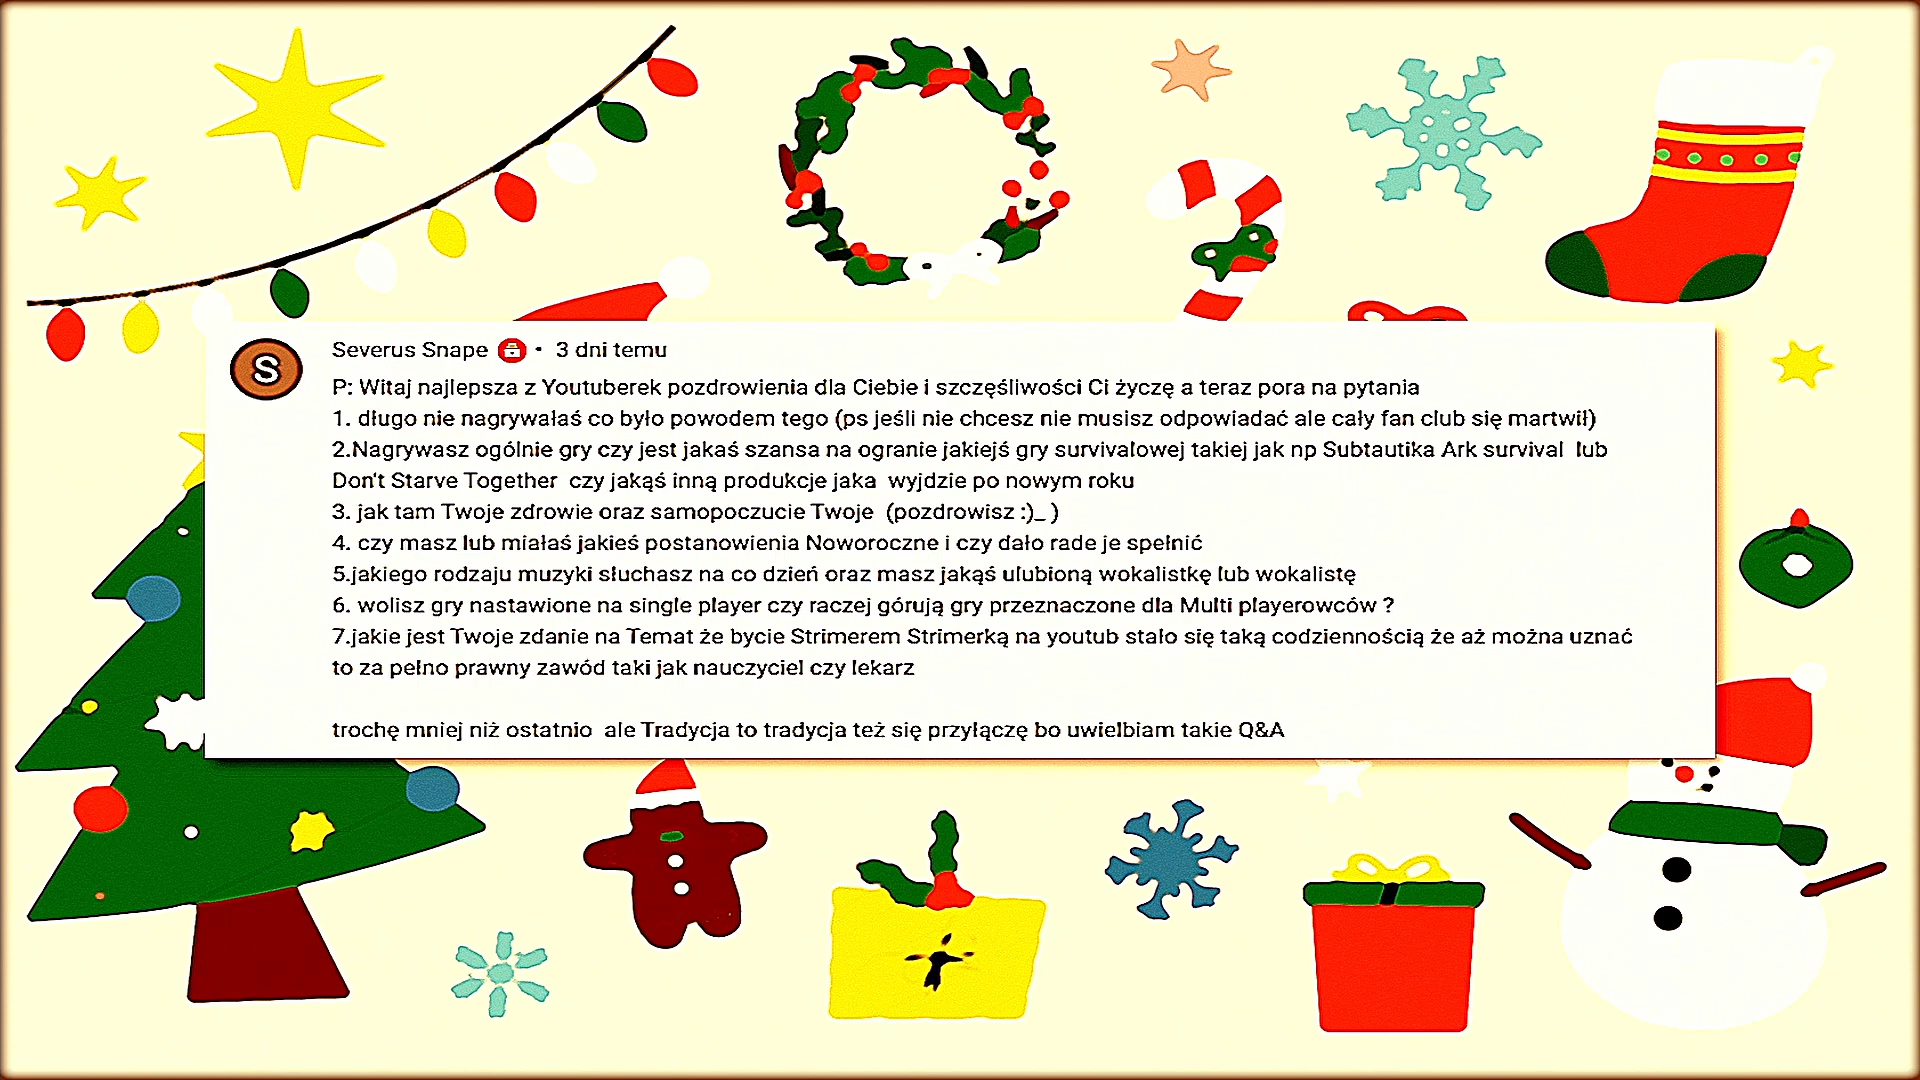 S
Severus Snape • 3 dni temu
P: Witaj najlepsza z Youtuberek pozdrowienia dla Ciebie i szczęśliwości Ci życzę a teraz pora na pytania
1. długo nie nagrywałaś co było powodem tego (ps jeśli nie chcesz nie musisz odpowiadać ale cały fan club się martwił)
2.Nagrywasz ogólnie gry czy jest jakaś szansa na ogranie jakiejś gry survivalowej takiej jak np Subtautika Ark survival lub
Don't Starve Together czy jakąś inną produkcje jaka wyjdzie po nowym roku
3. jak tam Twoje zdrowie oraz samopoczucie Twoje (pozdrowisz :)_ )
4. czy masz lub miałaś jakieś postanowienia Noworoczne i czy dało rade je spełnić
5.jakiego rodzaju muzyki słuchasz na co dzień oraz masz jakąś ulubioną wokalistkę lub wokalistę
6. wolisz gry nastawione na single player czy raczej górują gry przeznaczone dla Multi playerowców ?
7.jakie jest Twoje zdanie na Temat że bycie Strimerem Strimerką na youtub stało się taką codziennością że aż można uznać
to za pełno prawny zawód taki jak nauczyciel czy lekarz
trochę mniej niż ostatnio ale Tradycja to tradycja też się przyłączę bo uwielbiam takie Q&A